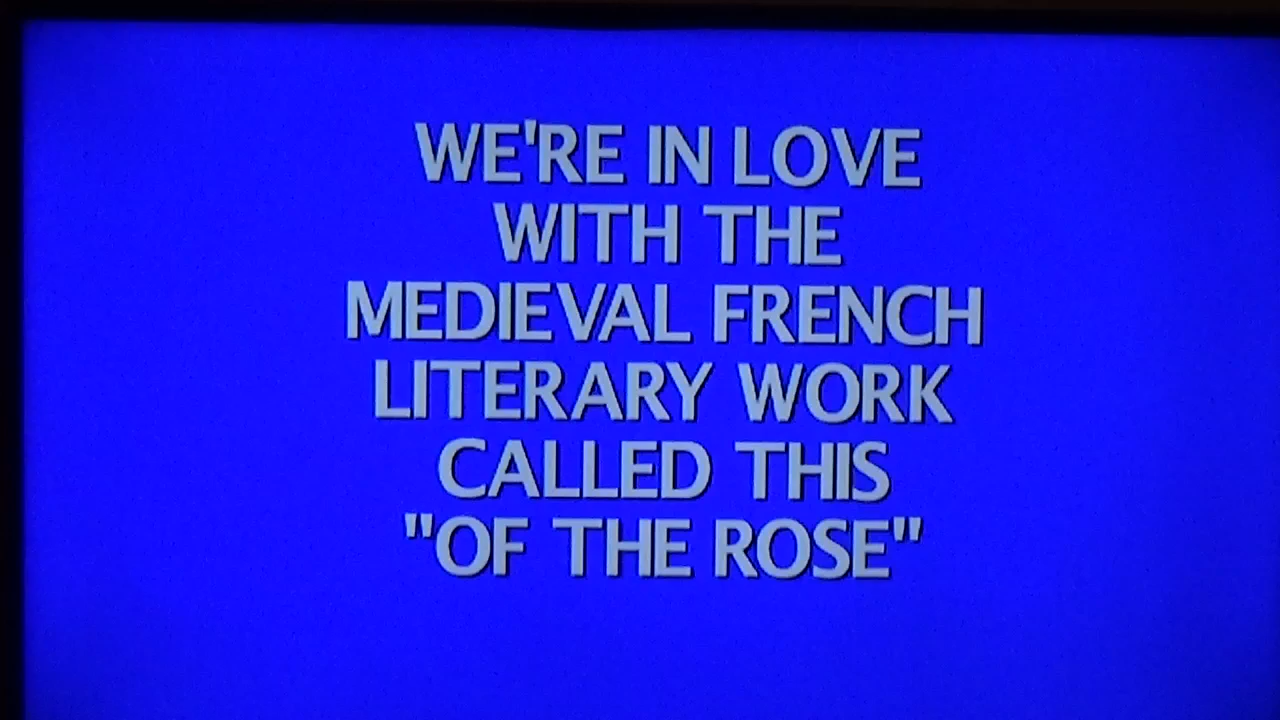 WE'RE IN LOVE
WITH THE
MEDIEVAL FRENCH
LITERARY WORK
CALLED THIS
"OF THE ROSE"